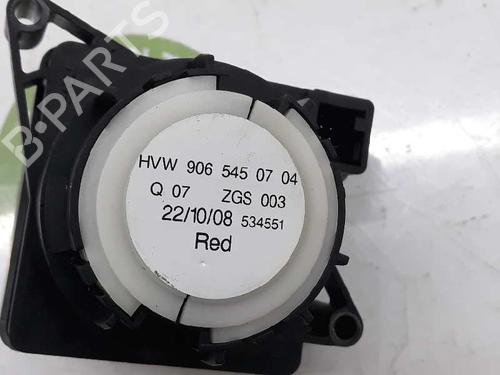 B-PARTS
HVW 906 545 07 04
Q 07 ZGS 003
22/10/08 534551
Red